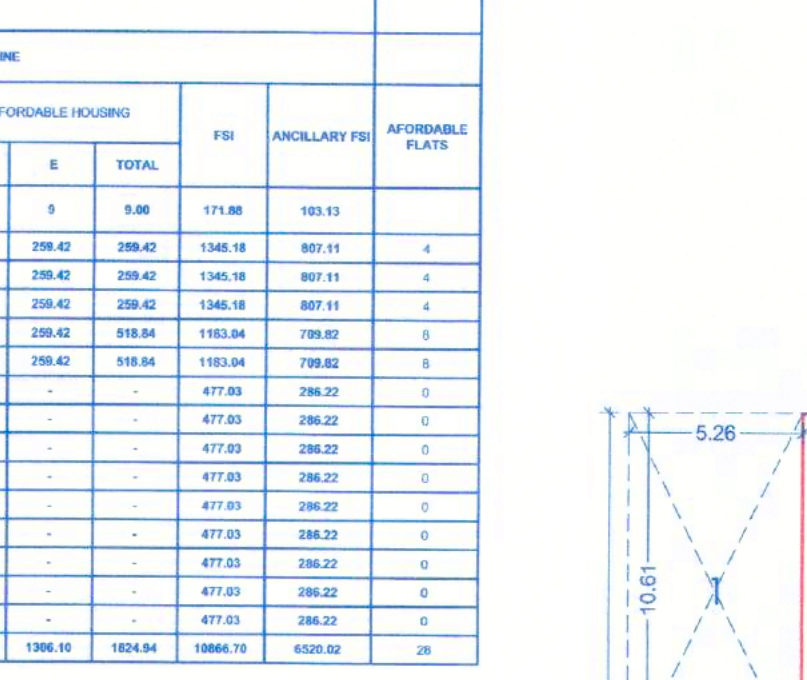 INE
FORDABLE HOUSING
FSI
ANCILLARY FSI
AFORDABLE
FLATS
E TOTAL
9 9.00 171.88 103.13
259.42 259.42 1345.18 807.11 4
259.42 259.42 1345.18 807.11 4
259.42 259.42 1345.18 807.11 4
259.42 518.84 1183.04 709.82 8
259.42 518.84 1183.04 709.82 8
- - 477.03 286.22 0
- - 477.03 286.22 0
- - 477.03 286.22 0
- - 477.03 286.22 0
- - 477.03 286.22 0
- - 477.03 286.22 0
- - 477.03 286.22 0
- - 477.03 286.22 0
- - 477.03 286.22 0
1306.10 1824.94 10866.70 6520.02 28
5.26
10.61
1